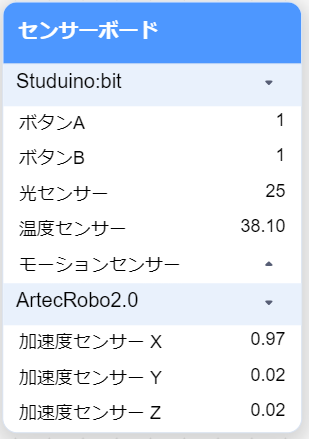 センサーボード
Studuino:bit
ボタンA 1
ボタンB 1
光センサー 25
温度センサー 38.10
モーションセンサー
ArtecRobo2.0
加速度センサー X 0.97
加速度センサー Y 0.02
加速度センサー Z 0.02